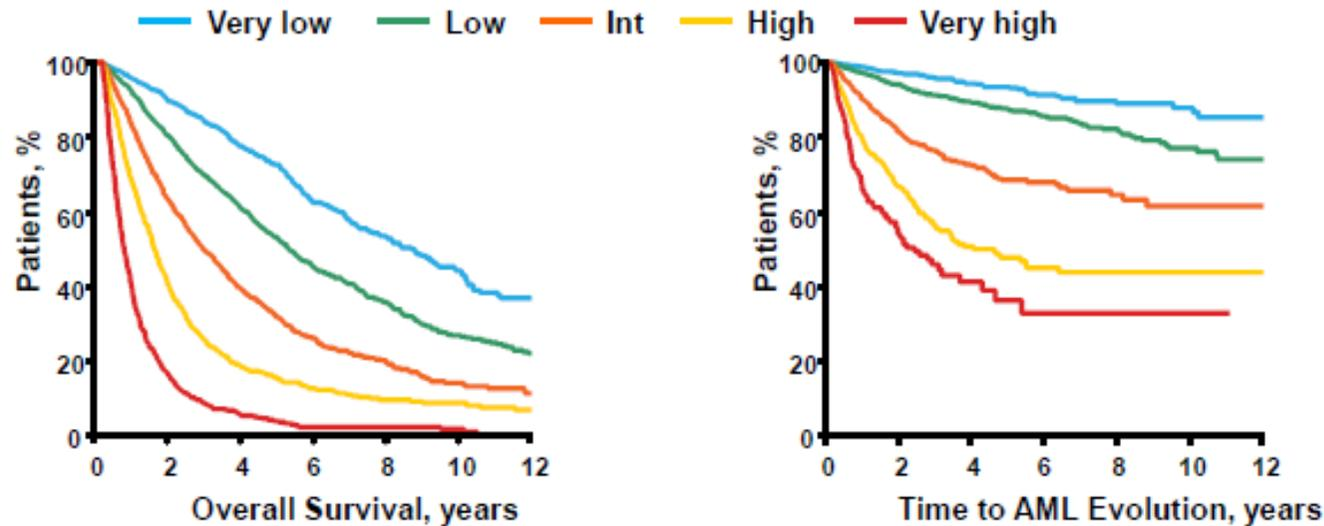 Very low Low Int High Very high
Patients, %
100
80
60
40
20
0
0 2 4 6 8 10 12
Overall Survival, years
Patients, %
100
80
60
40
20
0
0 2 4 6 8 10 12
Time to AML Evolution, years